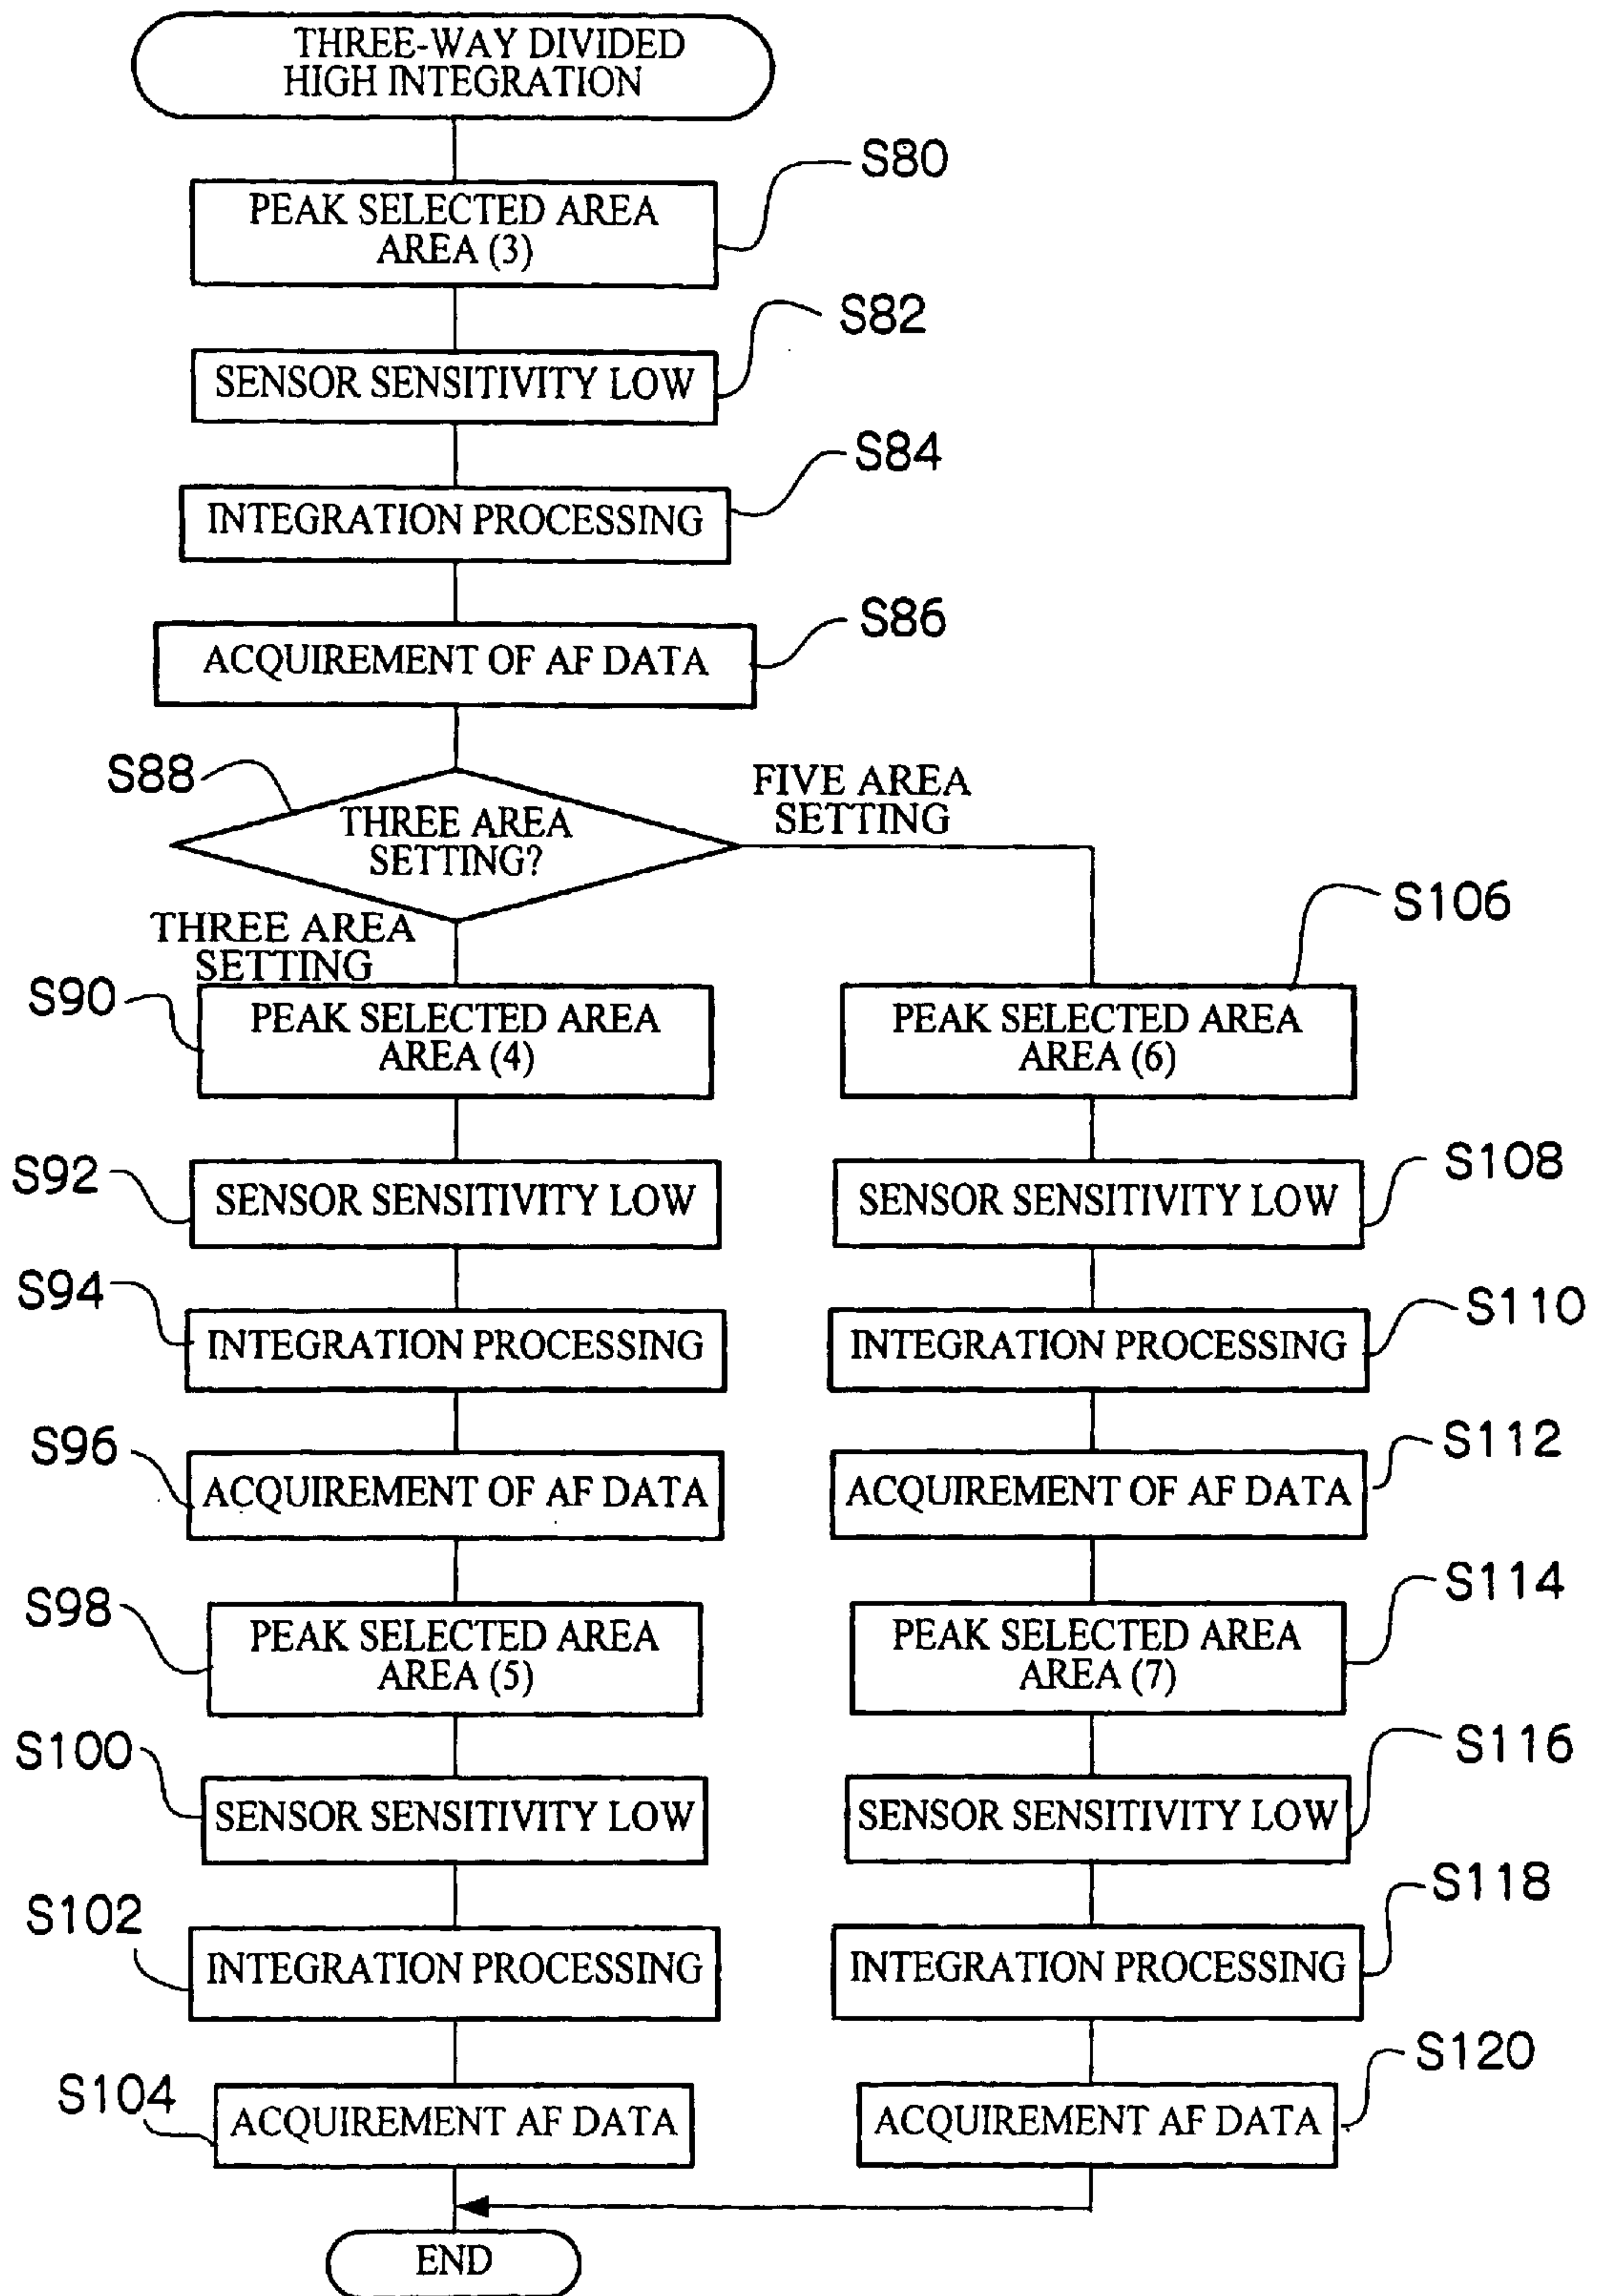 THREE-WAY DIVIDED
HIGH INTEGRATION
S80
PEAK SELECTED AREA
AREA (3)
S82
SENSOR SENSITIVITY LOW
S84
INTEGRATION PROCESSING
S86
ACQUIREMENT OF AF DATA
S88
THREE AREA
SETTING?
FIVE AREA
SETTING
THREE AREA
SETTING
S90
PEAK SELECTED AREA
AREA (4)
S92
SENSOR SENSITIVITY LOW
S94
INTEGRATION PROCESSING
S96
ACQUIREMENT OF AF DATA
S98
PEAK SELECTED AREA
AREA (5)
S100
SENSOR SENSITIVITY LOW
S102
INTEGRATION PROCESSING
S104
ACQUIREMENT AF DATA
S106
PEAK SELECTED AREA
AREA (6)
S108
SENSOR SENSITIVITY LOW
S110
INTEGRATION PROCESSING
S112
ACQUIREMENT OF AF DATA
S114
PEAK SELECTED AREA
AREA (7)
S116
SENSOR SENSITIVITY LOW
S118
INTEGRATION PROCESSING
S120
ACQUIREMENT AF DATA
END